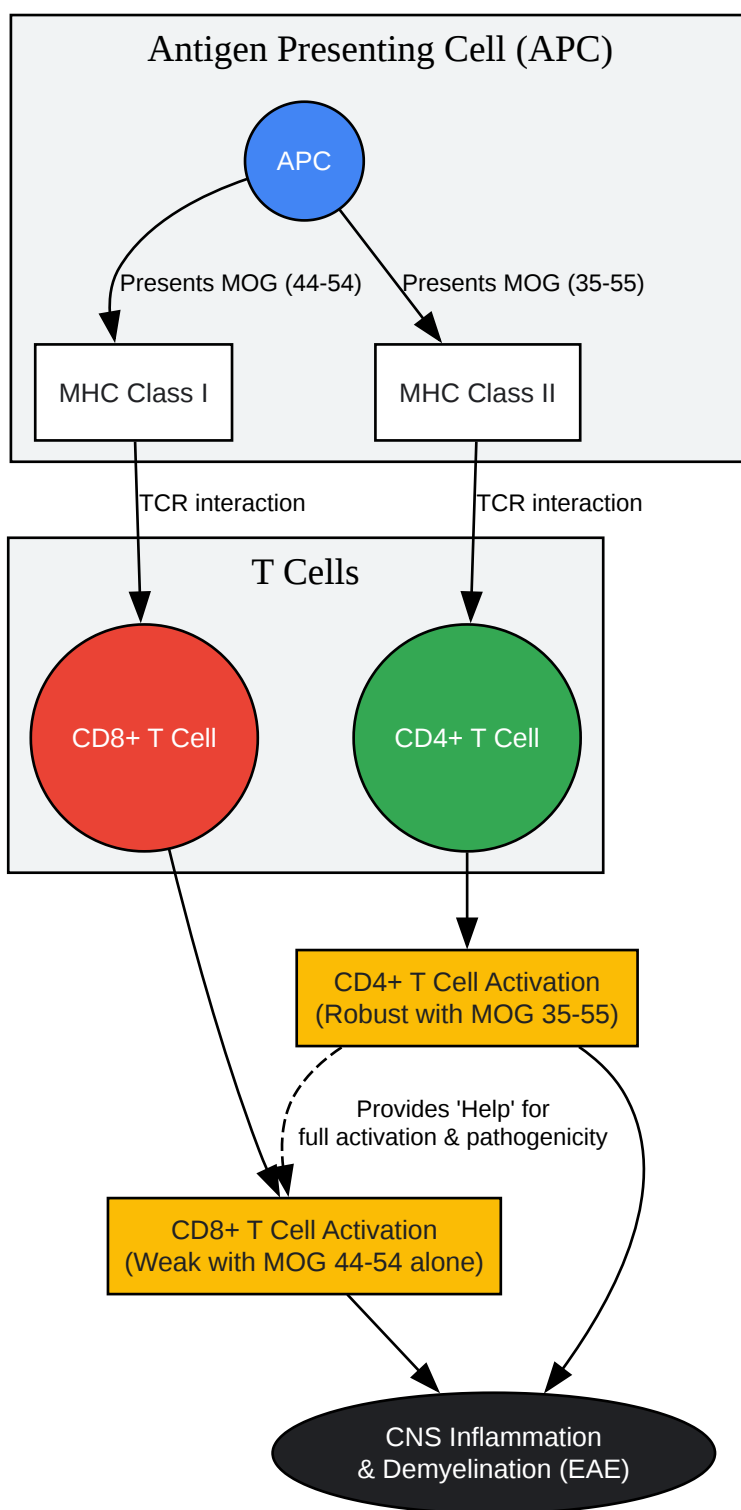 Antigen Presenting Cell (APC)
APC
Presents MOG (44-54)
Presents MOG (35-55)
MHC Class I
MHC Class II
TCR interaction
TCR interaction
T Cells
CD8+ T Cell
CD4+ T Cell
CD4+ T Cell Activation
(Robust with MOG 35-55)
Provides 'Help' for
full activation & pathogenicity
CD8+ T Cell Activation
(Weak with MOG 44-54 alone)
CNS Inflammation
& Demyelination (EAE)